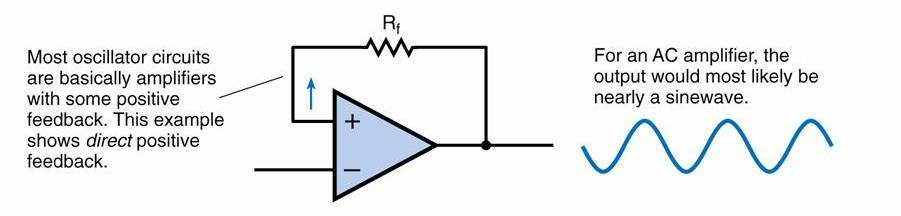 Most oscillator circuits
are basically amplifiers
with some positive
feedback. This example
shows direct positive
feedback.
Rf
+
−
For an AC amplifier, the
output would most likely be
nearly a sinewave.